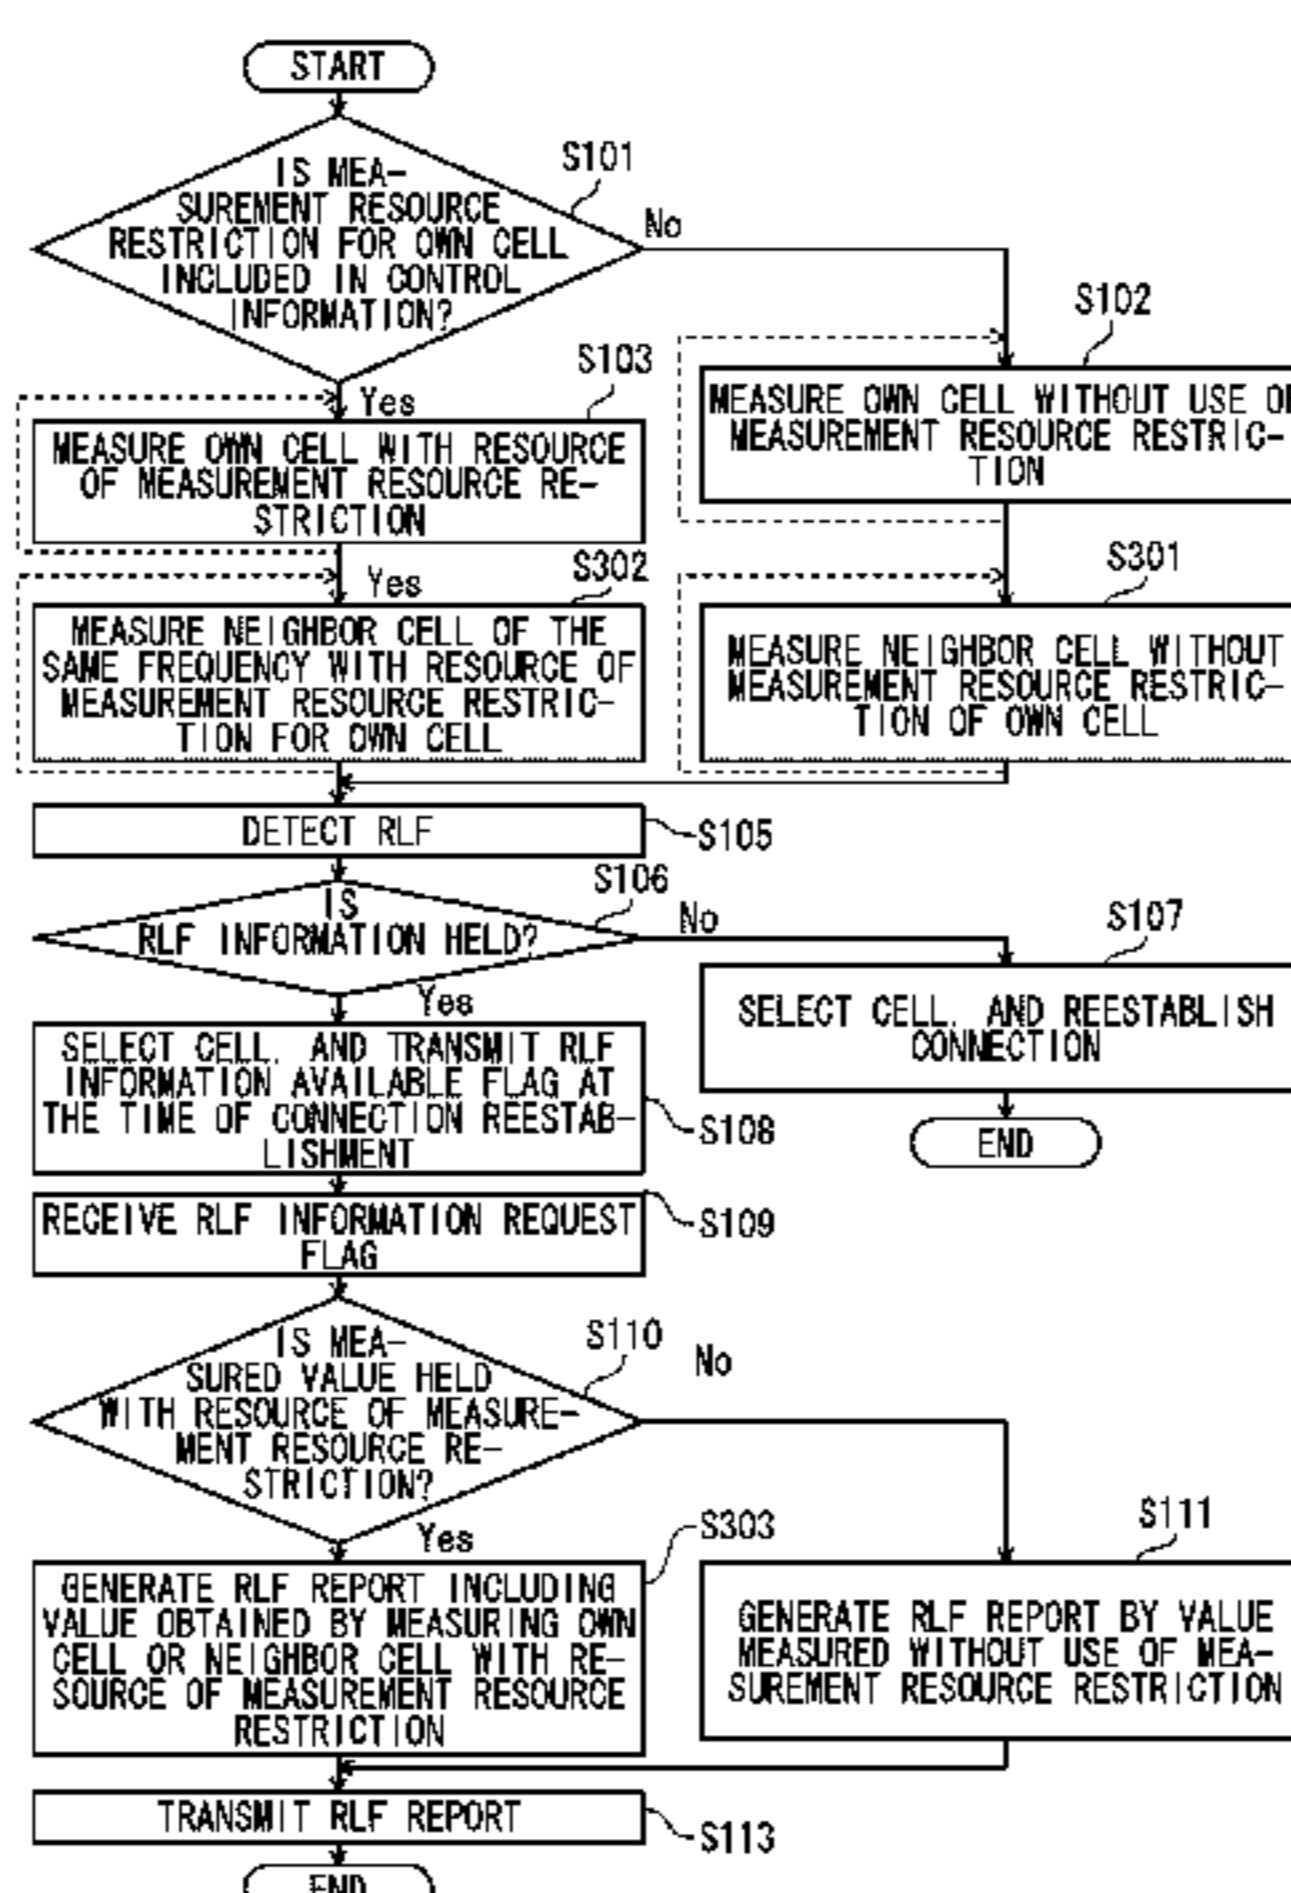 START
S101
IS MEA-
SUREMENT RESOURCE
RESTRICTION FOR OWN CELL
INCLUDED IN CONTROL
INFORMATION?
No
Yes
S102
MEASURE OWN CELL WITHOUT USE
MEASUREMENT RESOURCE RESTRIC-
TION
S103
MEASURE OWN CELL WITH RESOURCE
OF MEASUREMENT RESOURCE RE-
STRICTION
Yes
S302
MEASURE NEIGHBOR CELL OF THE
SAME FREQUENCY WITH RESOURCE OF
MEASUREMENT RESOURCE RESTRIC-
TION FOR OWN CELL
S301
MEASURE NEIGHBOR CELL WITHOUT
MEASUREMENT RESOURCE RESTRIC-
TION OF OWN CELL
DETECT RLF
S105
S106
IS
RLF INFORMATION HELD?
No
Yes
S107
SELECT CELL, AND REESTABLISH
CONNECTION
END
SELECT CELL, AND TRANSMIT RLF
INFORMATION AVAILABLE FLAG AT
THE TIME OF CONNECTION REESTAB-
LISHMENT
S108
RECEIVE RLF INFORMATION REQUEST
FLAG
S109
S110
IS MEA-
SURED VALUE HELD
WITH RESOURCE OF MEASURE-
MENT RESOURCE RE-
STRICTION?
No
Yes
S303
GENERATE RLF REPORT INCLUDING
VALUE OBTAINED BY MEASURING OWN
CELL OR NEIGHBOR CELL WITH RE-
SOURCE OF MEASUREMENT RESOURCE
RESTRICTION
S111
GENERATE RLF REPORT BY VALUE
MEASURED WITHOUT USE OF MEA-
SUREMENT RESOURCE RESTRICTION
TRANSMIT RLF REPORT
S113
END